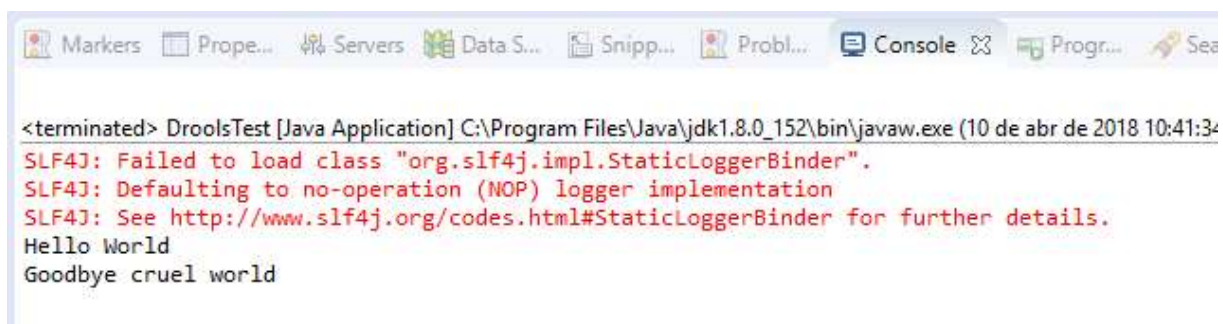 Markers Prope... Servers Data S... Snipp... Probl... Console Progr... Sea
<terminated> DroolsTest [Java Application] C:\Program Files\Java\jdk1.8.0_152\bin\javaw.exe (10 de abr de 2018 10:41:34
SLF4J: Failed to load class "org.slf4j.impl.StaticLoggerBinder".
SLF4J: Defaulting to no-operation (NOP) logger implementation
SLF4J: See http://www.slf4j.org/codes.html#StaticLoggerBinder for further details.
Hello World
Goodbye cruel world